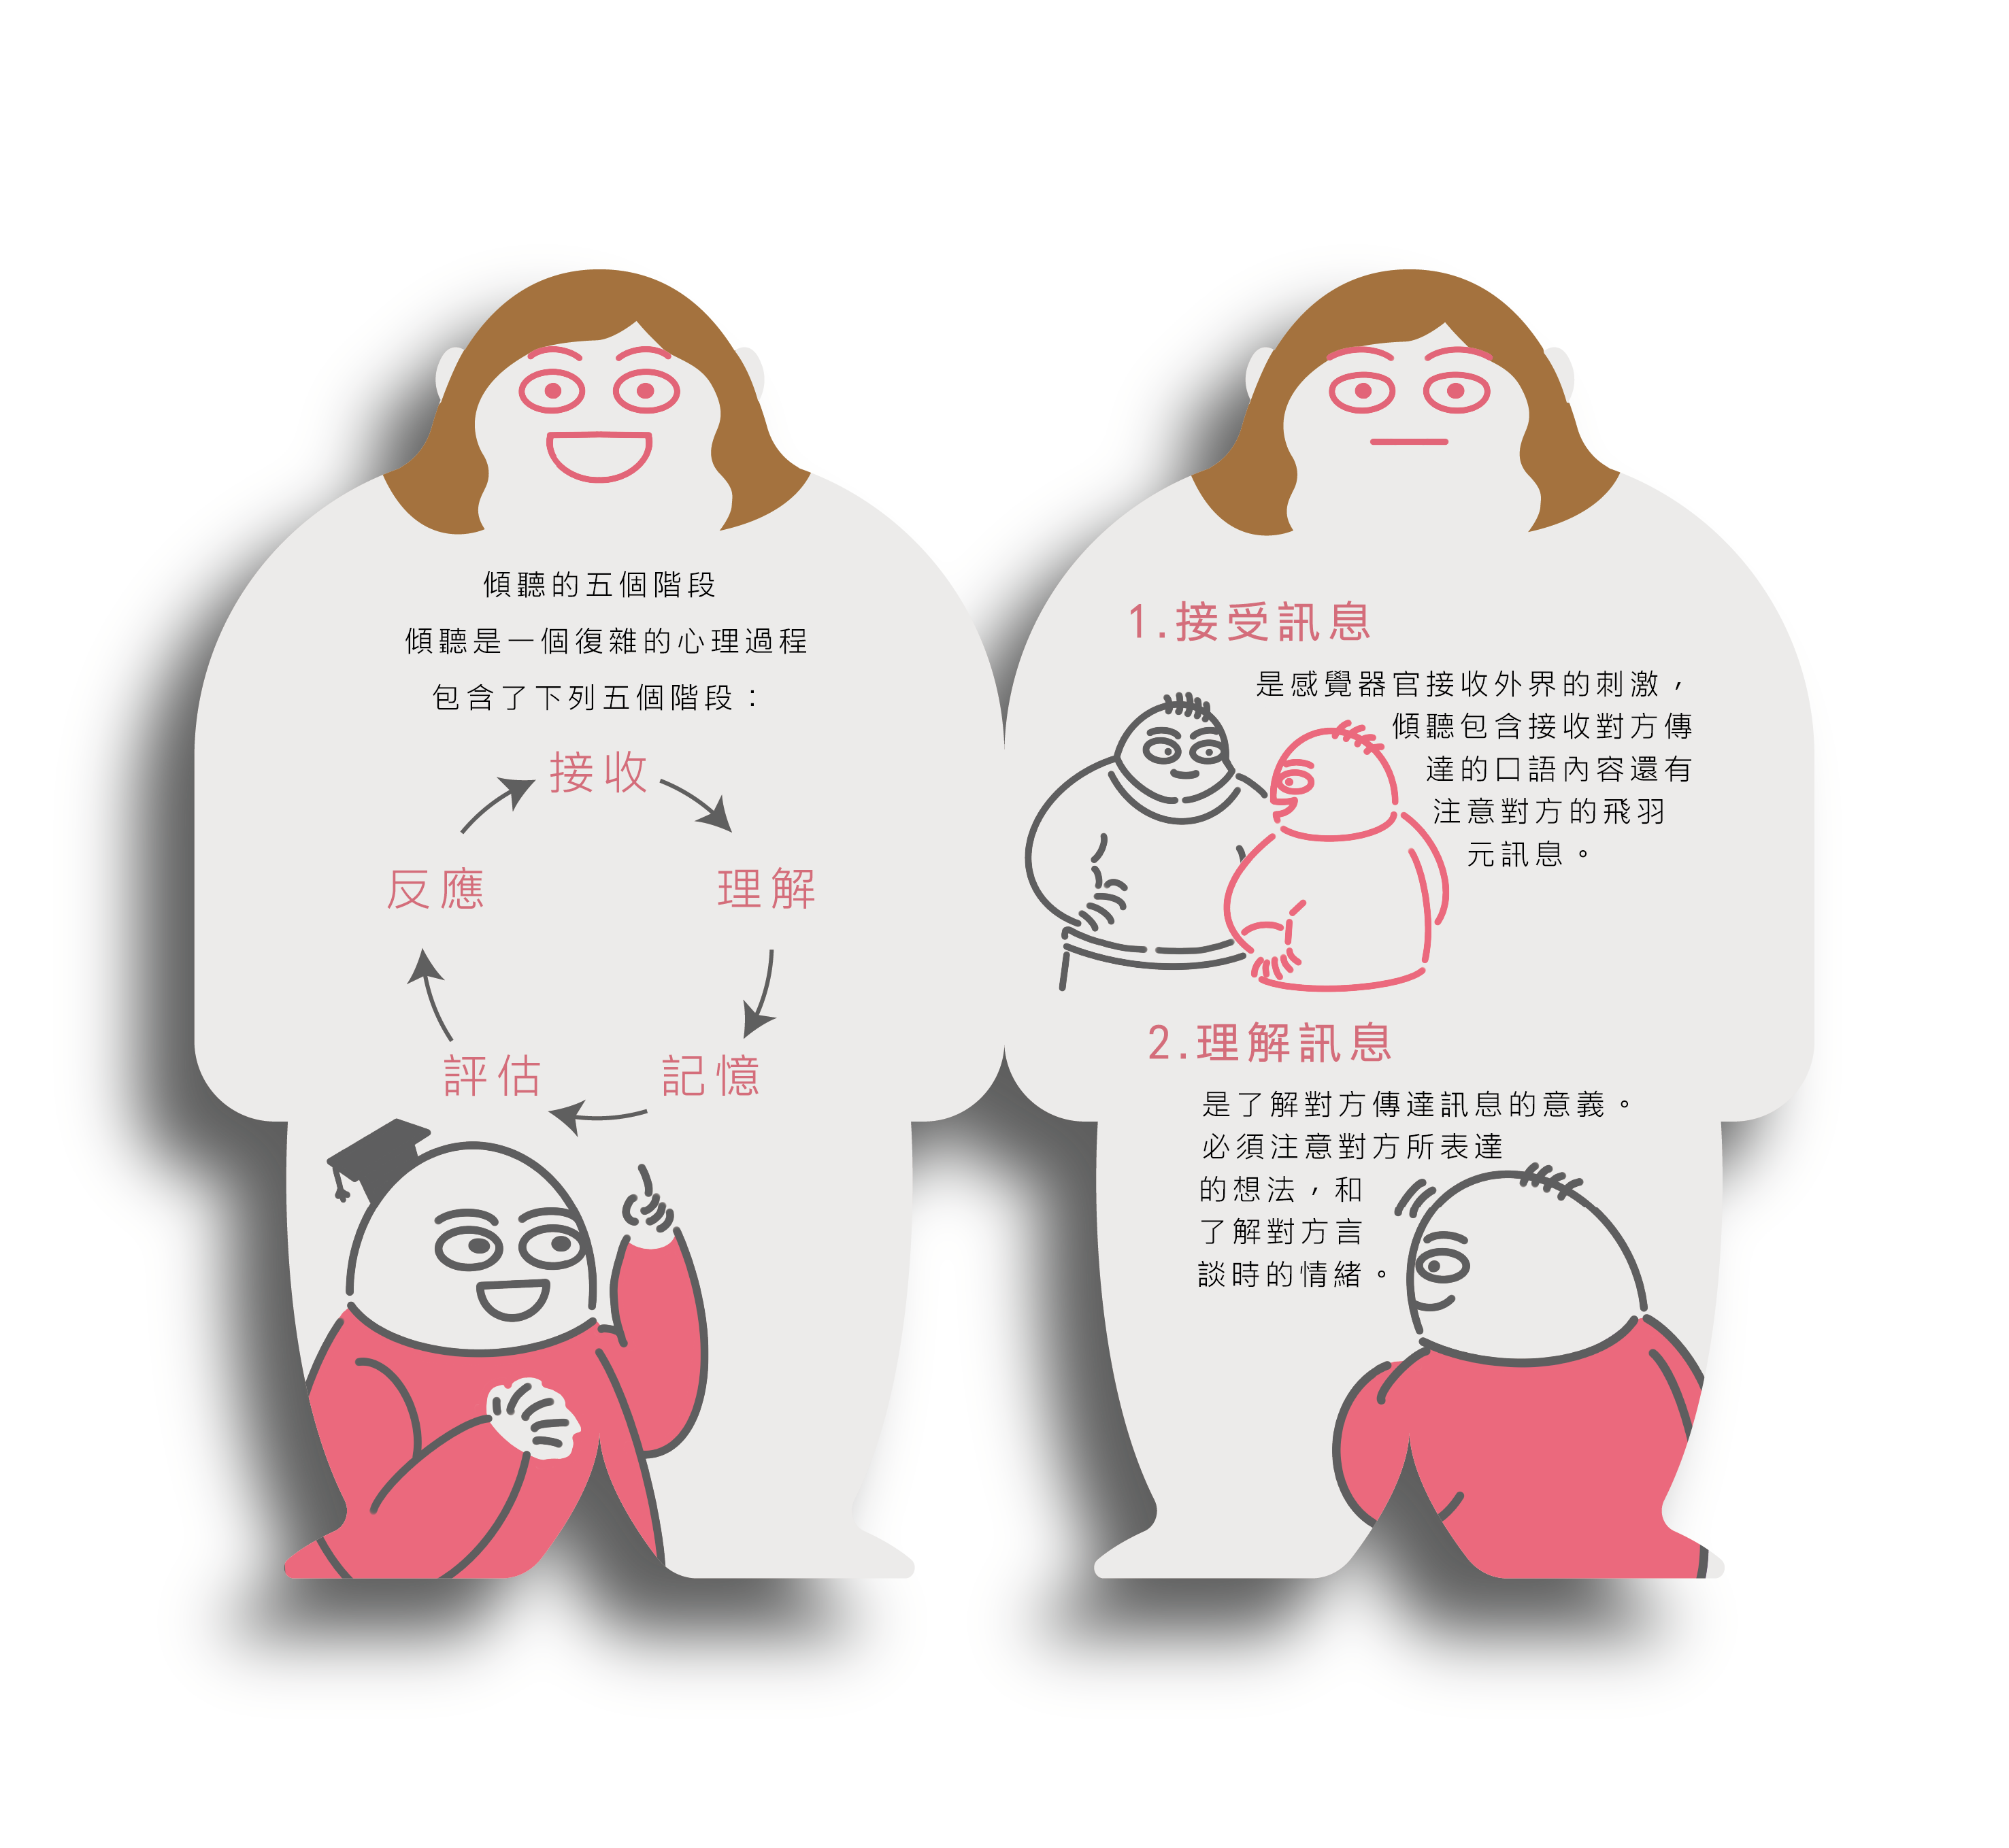 傾聽的五個階段
傾聽是一個復雜的心理過程
包含了下列五個階段：
接收
反應
理解
評估
記憶
1.接受訊息
是感覺器官接收外界的刺激，
傾聽包含接收對方傳
達的口語內容還有
注意對方的飛羽
元訊息。
2.理解訊息
是了解對方傳達訊息的意義。
必須注意對方所表達
的想法，和
了解對方言
談時的情緒。